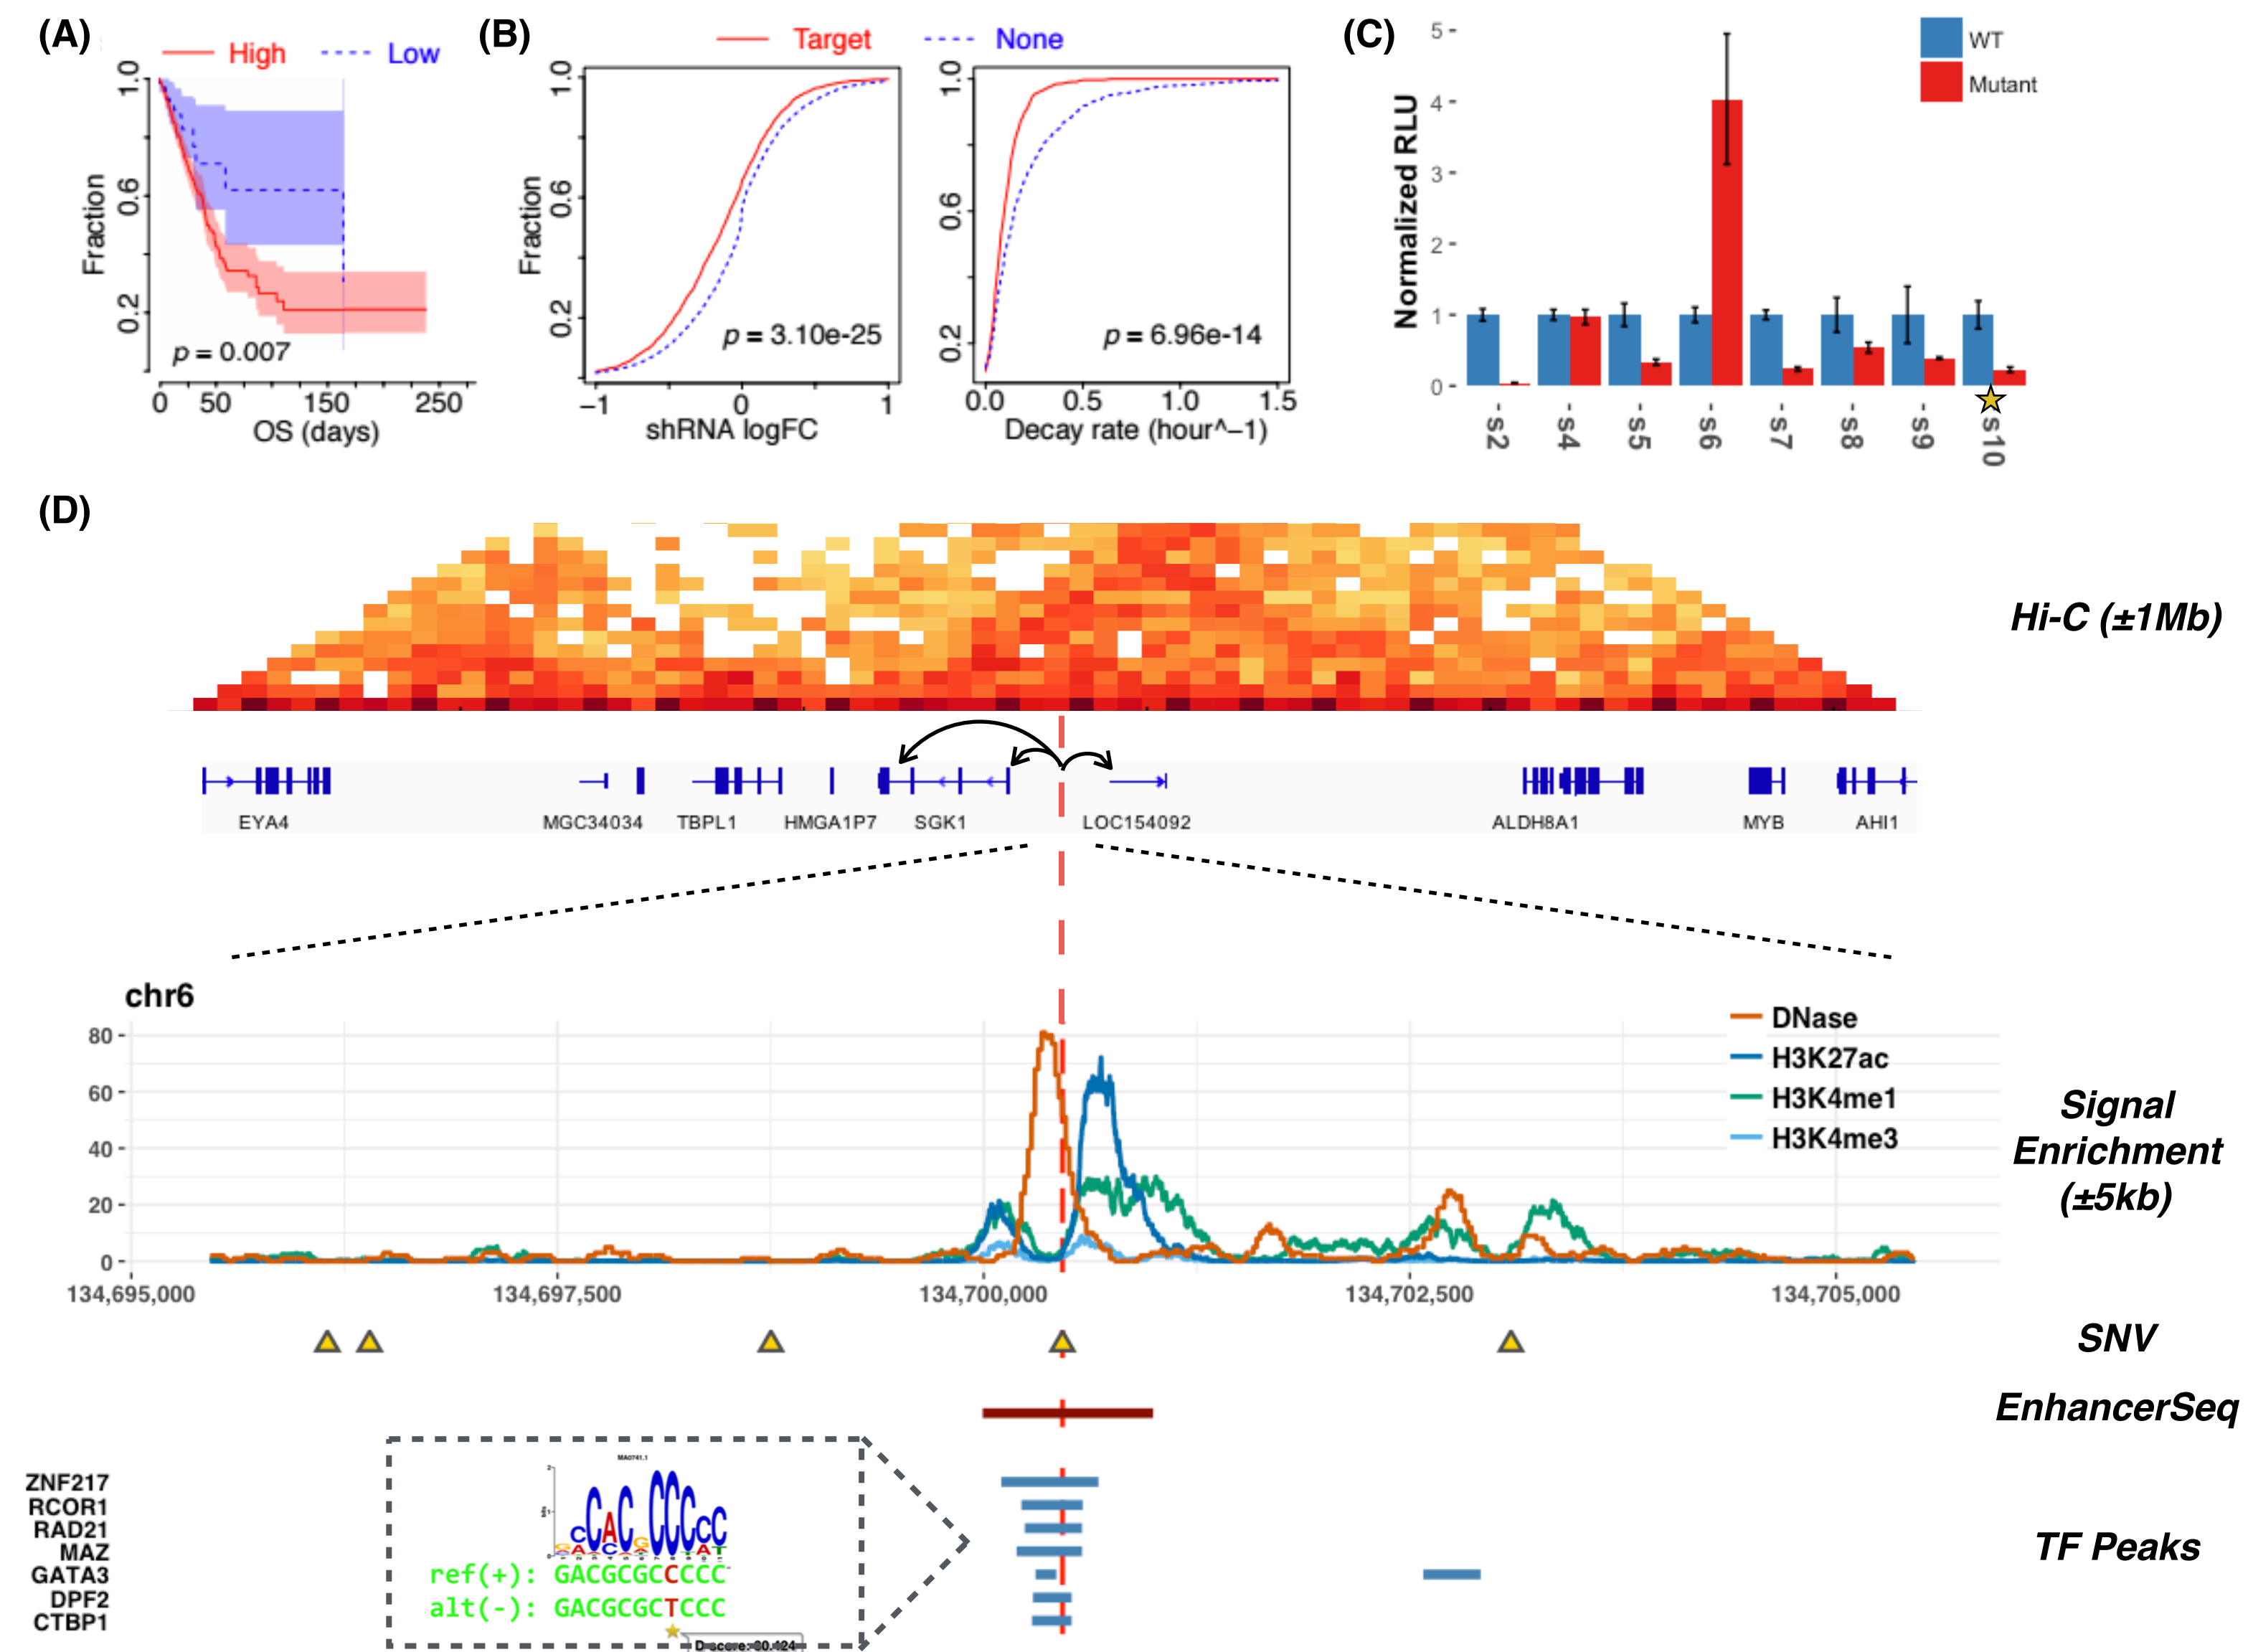 (A)
High
Low
1.0
0.6
0.2
Fraction
p = 0.007
0 50 150 250
OS (days)
(B)
Target
None
1.0
0.6
0.2
Fraction
p = 3.10e-25
−1 0 1
shRNA logFC
1.0
0.6
0.2
p = 6.96e-14
0.0 0.5 1.0 1.5
Decay rate (hour^−1)
(C)
WT
Mutant
Normalized RLU
5
4
3
2
1
0
s2 s4 s5 s6 s7 s8 s9 s10
(D)
Hi-C (±1Mb)
EYA4 MGC34034 TBPL1 HMGA1P7 SGK1 LOC154092 ALDH8A1 MYB AHI1
chr6
DNase
H3K27ac
H3K4me1
H3K4me3
80
60
40
20
0
134,695,000 134,697,500 134,700,000 134,702,500 134,705,000
Signal
Enrichment
(±5kb)
SNV
EnhancerSeq
TF Peaks
ZNF217
RCOR1
RAD21
MAZ
GATA3
DPF2
CTBP1
MA0741.1
ref(+): GACGCGCCCCC
alt(-): GACGCGCTCCC